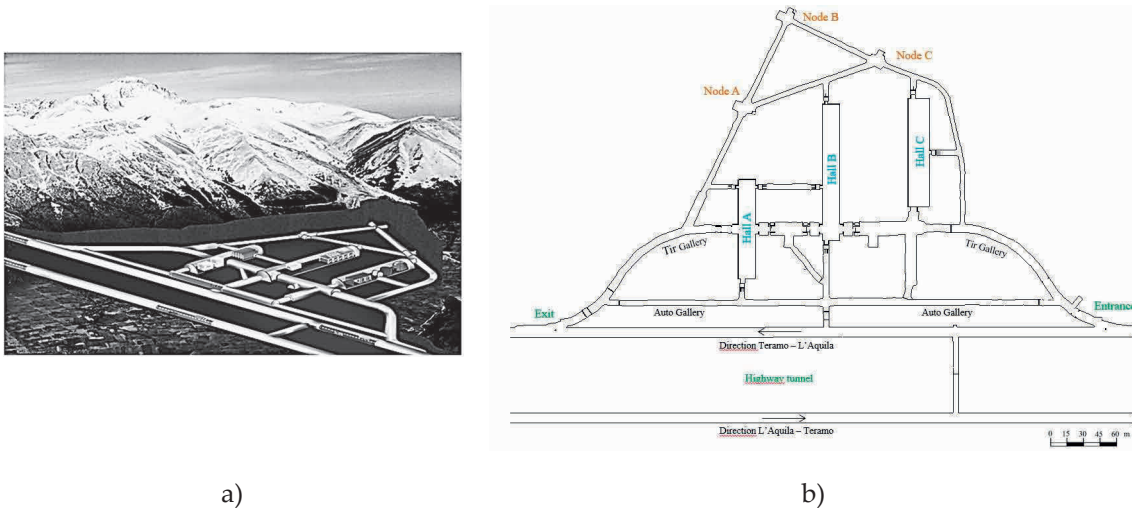 Node B
Node C
Node A
Hall B
Hall C
Hall A
Tir Gallery
Tir Gallery
Exit
Auto Gallery
Auto Gallery
Entrance
Direction Teramo – L'Aquila
Highway tunnel
Direction L'Aquila – Teramo
0 15 30 45 60 m
a)
b)